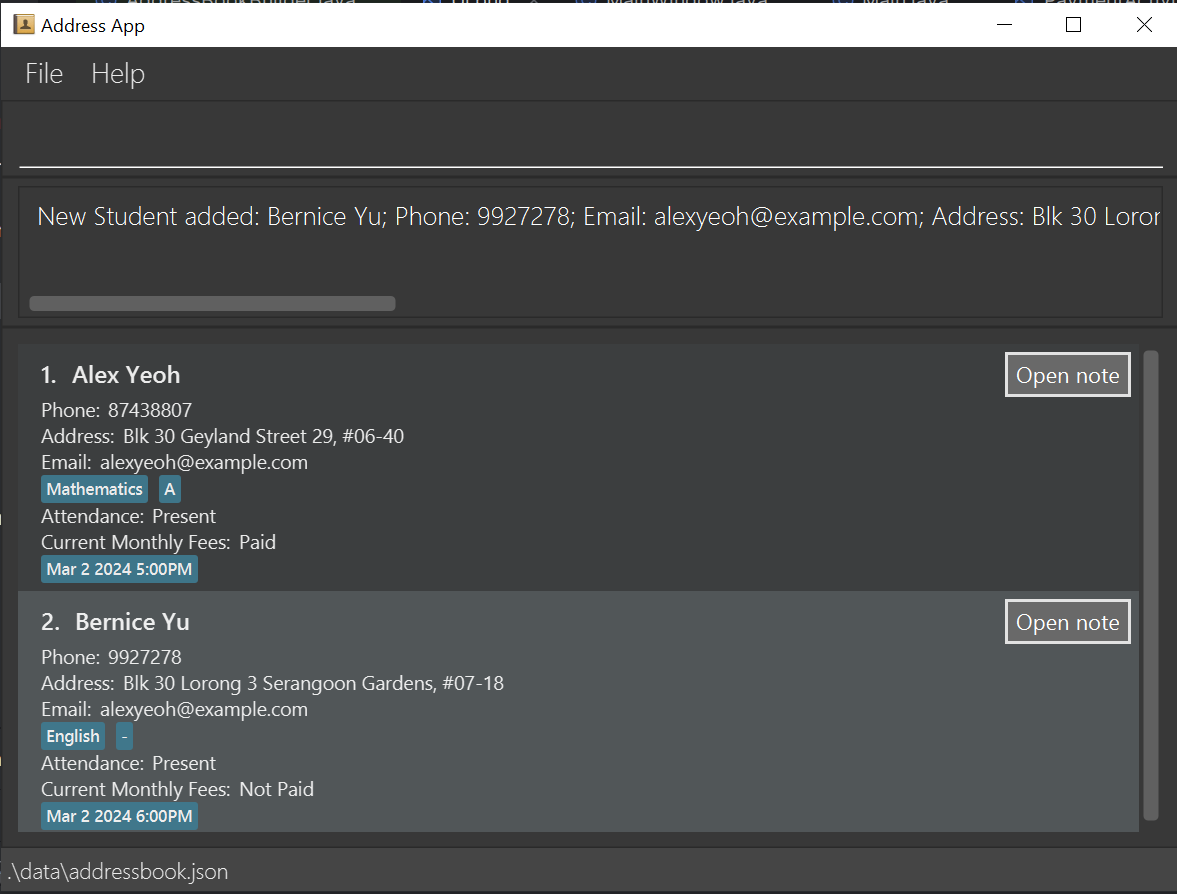 Address App
File Help
New Student added: Bernice Yu; Phone: 9927278; Email: alexyeoh@example.com; Address: Blk 30 Loror
1. Alex Yeoh
Open note
Phone: 87438807
Address: Blk 30 Geyland Street 29, #06-40
Email: alexyeoh@example.com
Mathematics A
Attendance: Present
Current Monthly Fees: Paid
Mar 2 2024 5:00PM
2. Bernice Yu
Open note
Phone: 9927278
Address: Blk 30 Lorong 3 Serangoon Gardens, #07-18
Email: alexyeoh@example.com
English -
Attendance: Present
Current Monthly Fees: Not Paid
Mar 2 2024 6:00PM
.\data\addressbook.json